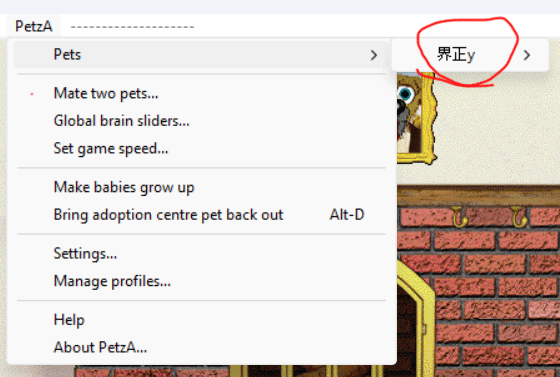 PetzA --------------------
Pets
界正y
Mate two pets...
Global brain sliders...
Set game speed...
Make babies grow up
Bring adoption centre pet back out Alt-D
Settings...
Manage profiles...
Help
About PetzA...